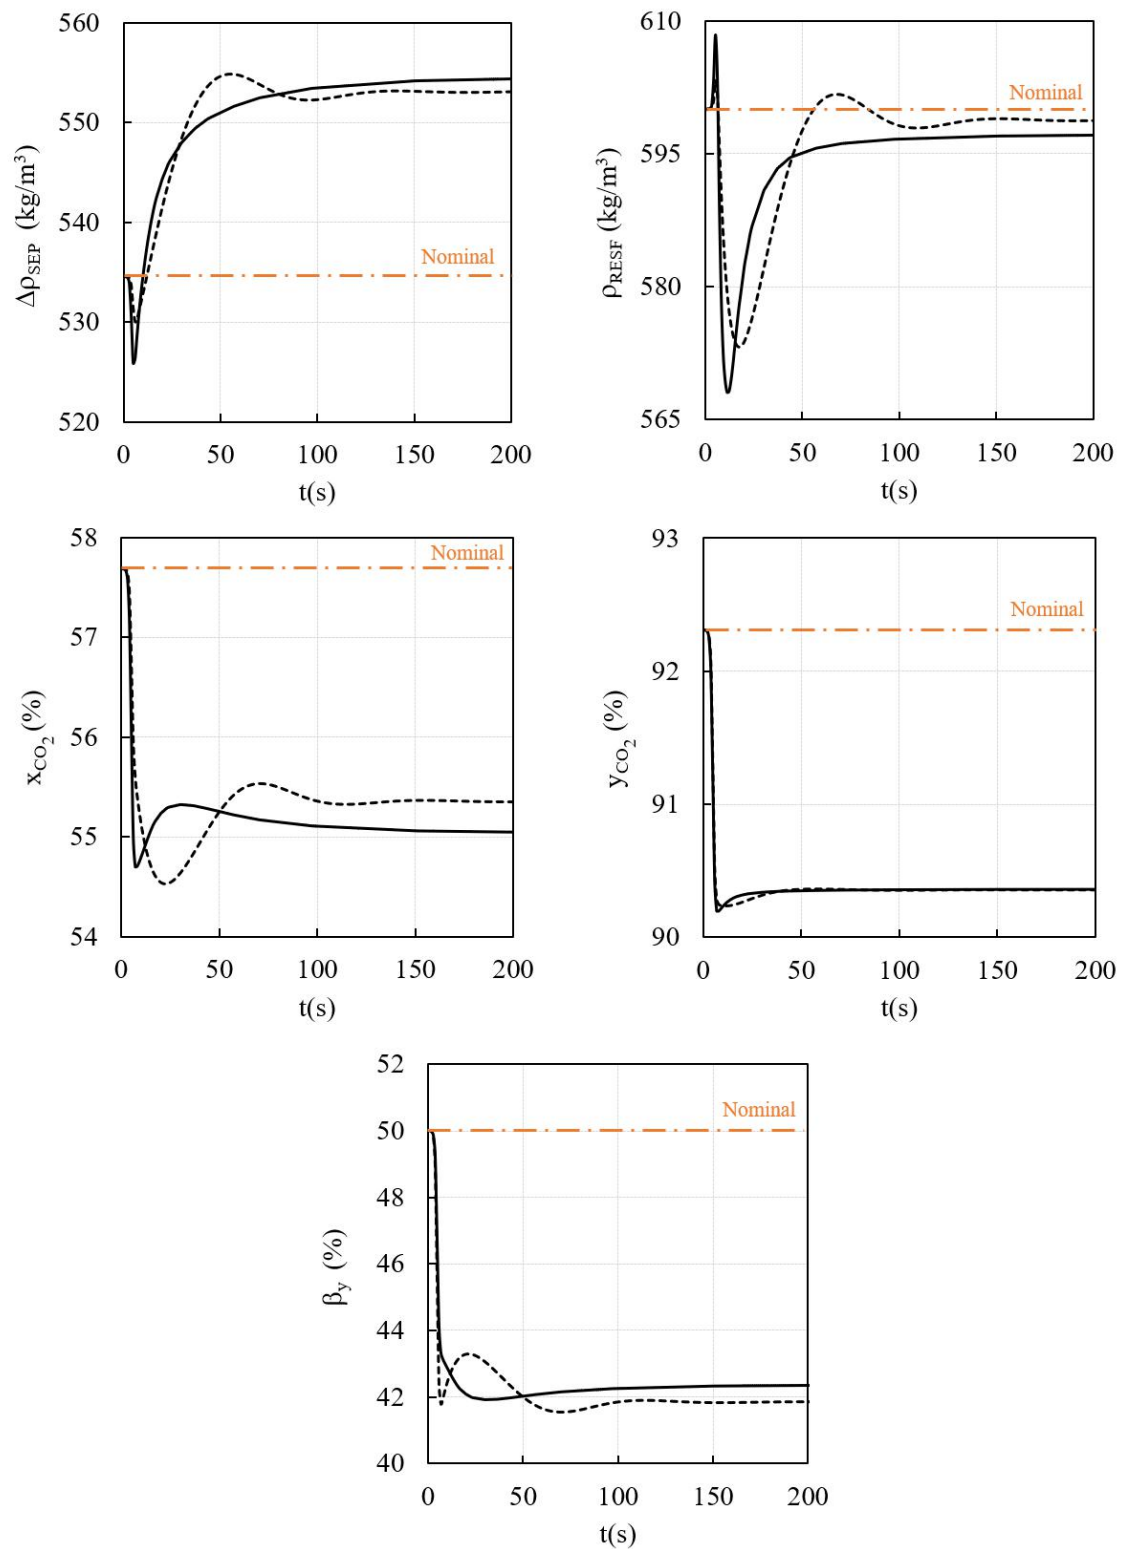 560
550
540
530
520
Δρ_SEP (kg/m³)
Nominal
0 50 100 150 200
t(s)
610
595
580
565
ρ_RESF (kg/m³)
Nominal
0 50 100 150 200
t(s)
58
57
56
55
54
x_CO₂ (%)
Nominal
0 50 100 150 200
t(s)
93
92
91
90
y_CO₂ (%)
Nominal
0 50 100 150 200
t(s)
52
50
48
46
44
42
40
β_y (%)
Nominal
0 50 100 150 200
t(s)